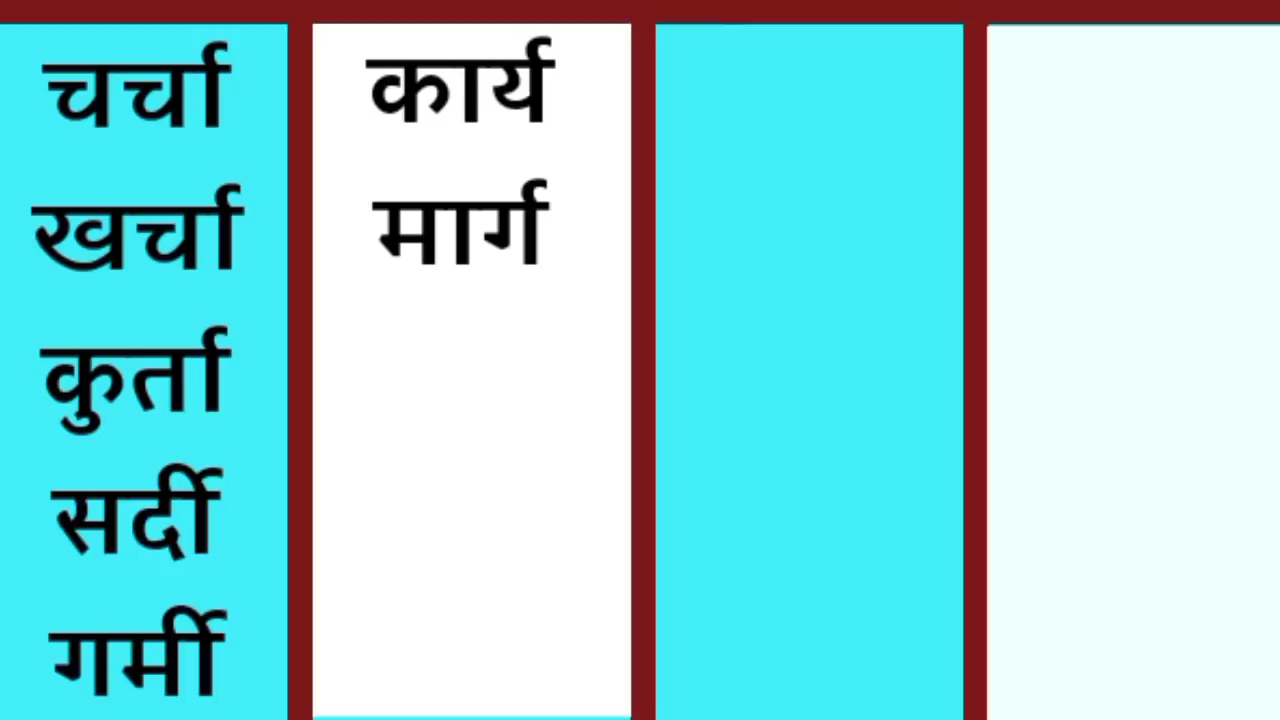 चर्चा
खर्चा
कुर्ता
सर्दी
गर्मी
कार्य
मार्ग